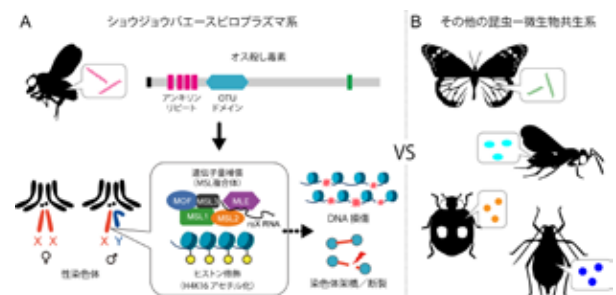 A
ショウジョウバエースピロプラズマ系
オス殺し毒素
アンキリン
リピート
OTU
ドメイン
遺伝子量補償
(MSL複合体)
MOF
MSL3
MLE
MSL1
MSL2
roX RNA
ヒストン修飾
(H4K16 アセチル化)
X X
X Y
♀
♂
性染色体
DNA 損傷
染色体架橋／断裂
VS
B
その他の昆虫ー微生物共生系